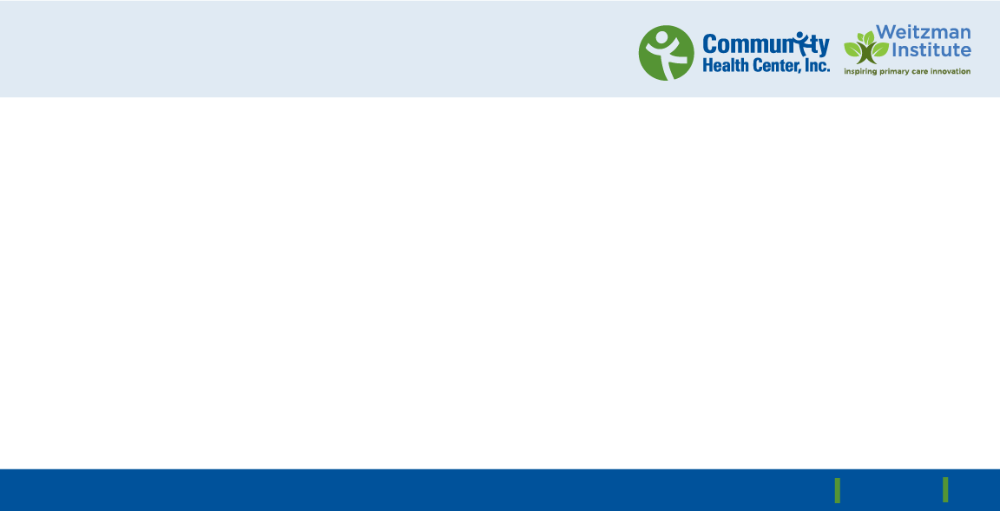 Community
Health Center, Inc.
Weitzman
Institute
inspiring primary care innovation